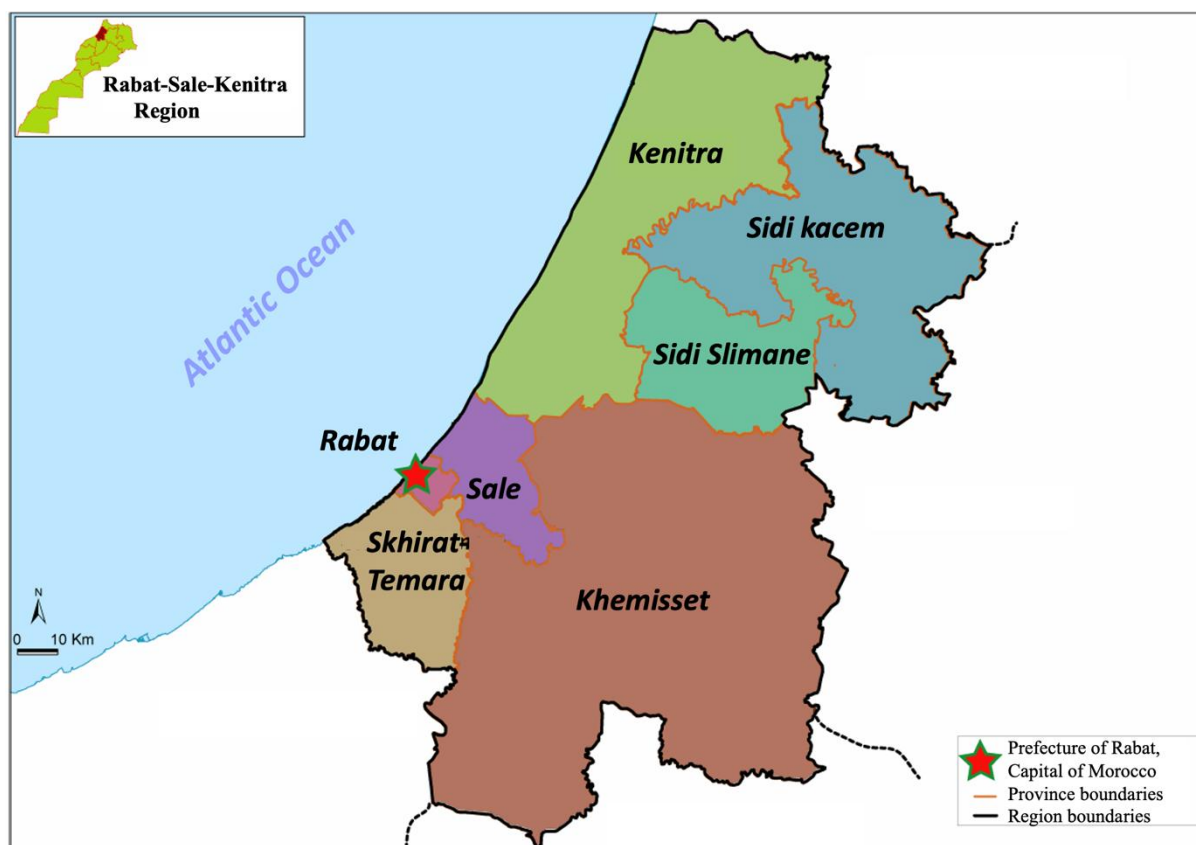 Rabat-Sale-Kenitra
Region
Kenitra
Sidi kacem
Atlantic Ocean
Sidi Slimane
Rabat
Sale
Skhirat-
Temara
Khemisset
N
0 10 Km
Prefecture of Rabat,
Capital of Morocco
Province boundaries
Region boundaries